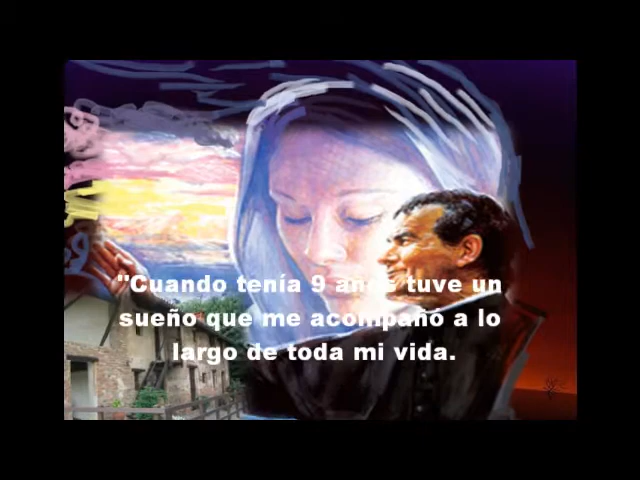 "Cuando tenía 9 años tuve un
sueño que me acompañó a lo
largo de toda mi vida.